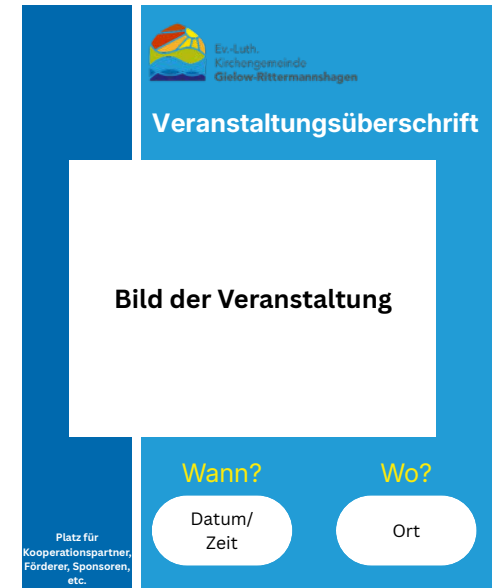 Ev.-Luth.
Kirchengemeinde
Gielow-Rittermannshagen
Veranstaltungsüberschrift
Bild der Veranstaltung
Wann?
Wo?
Datum/
Zeit
Ort
Platz für
Kooperationspartner,
Förderer, Sponsoren,
etc.